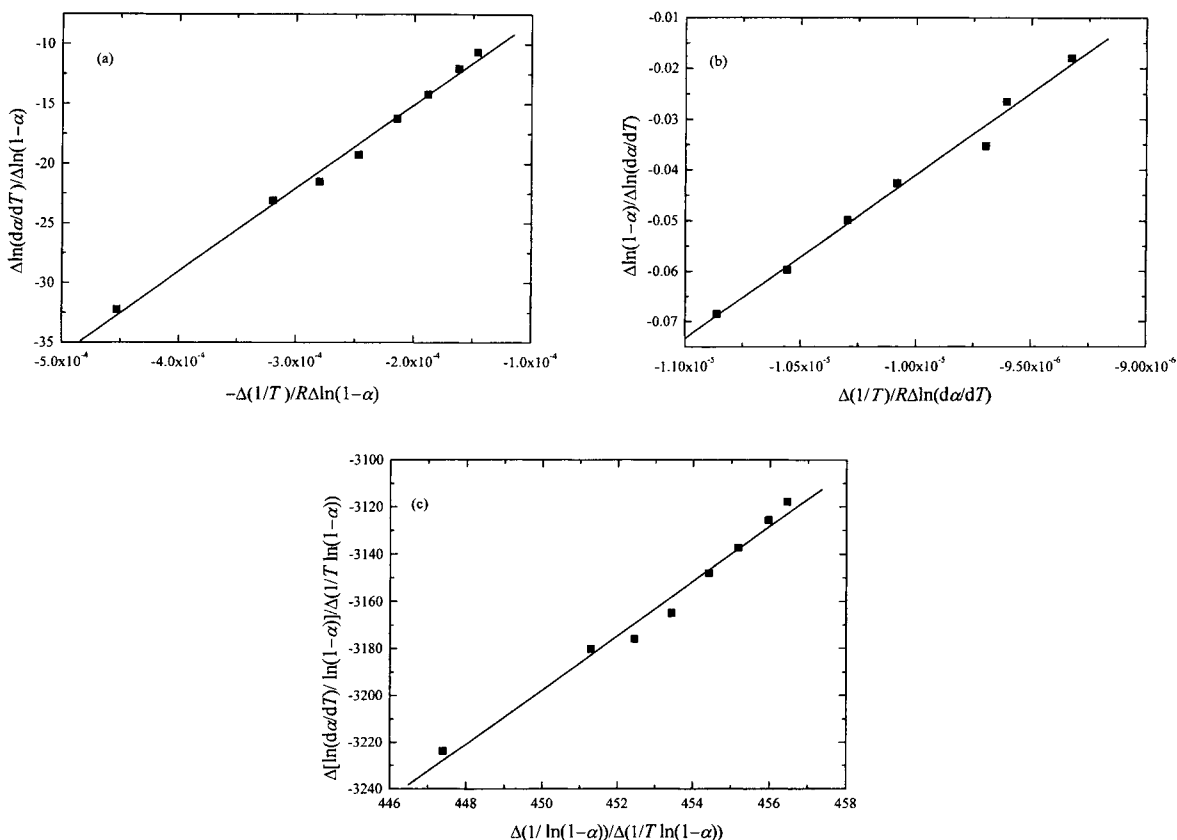 (a)
Δln(dα/dT)/Δln(1−α)
-10
-15
-20
-25
-30
-35
-5.0x10⁻⁴ -4.0x10⁻⁴ -3.0x10⁻⁴ -2.0x10⁻⁴ -1.0x10⁻⁴
−Δ(1/T)/RΔln(1−α)
(b)
Δln(1−α)/Δln(dα/dT)
-0.01
-0.02
-0.03
-0.04
-0.05
-0.06
-0.07
-1.10x10⁻⁵ -1.05x10⁻⁵ -1.00x10⁻⁵ -9.50x10⁻⁶ -9.00x10⁻⁶
Δ(1/T)/RΔln(dα/dT)
(c)
Δ[ln(dα/dT)/ ln(1−α)]/Δ(1/T ln(1−α))
-3100
-3120
-3140
-3160
-3180
-3200
-3220
-3240
446 448 450 452 454 456 458
Δ(1/ ln(1−α))/Δ(1/T ln(1−α))